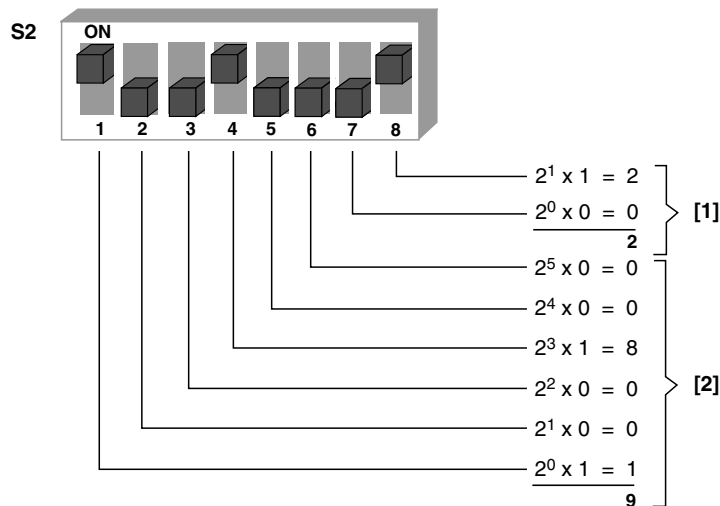 S2
ON
1 2 3 4 5 6 7 8
2¹ x 1 = 2
2⁰ x 0 = 0
[1]
2
2⁵ x 0 = 0
2⁴ x 0 = 0
2³ x 1 = 8
2² x 0 = 0
[2]
2¹ x 0 = 0
2⁰ x 1 = 1
9